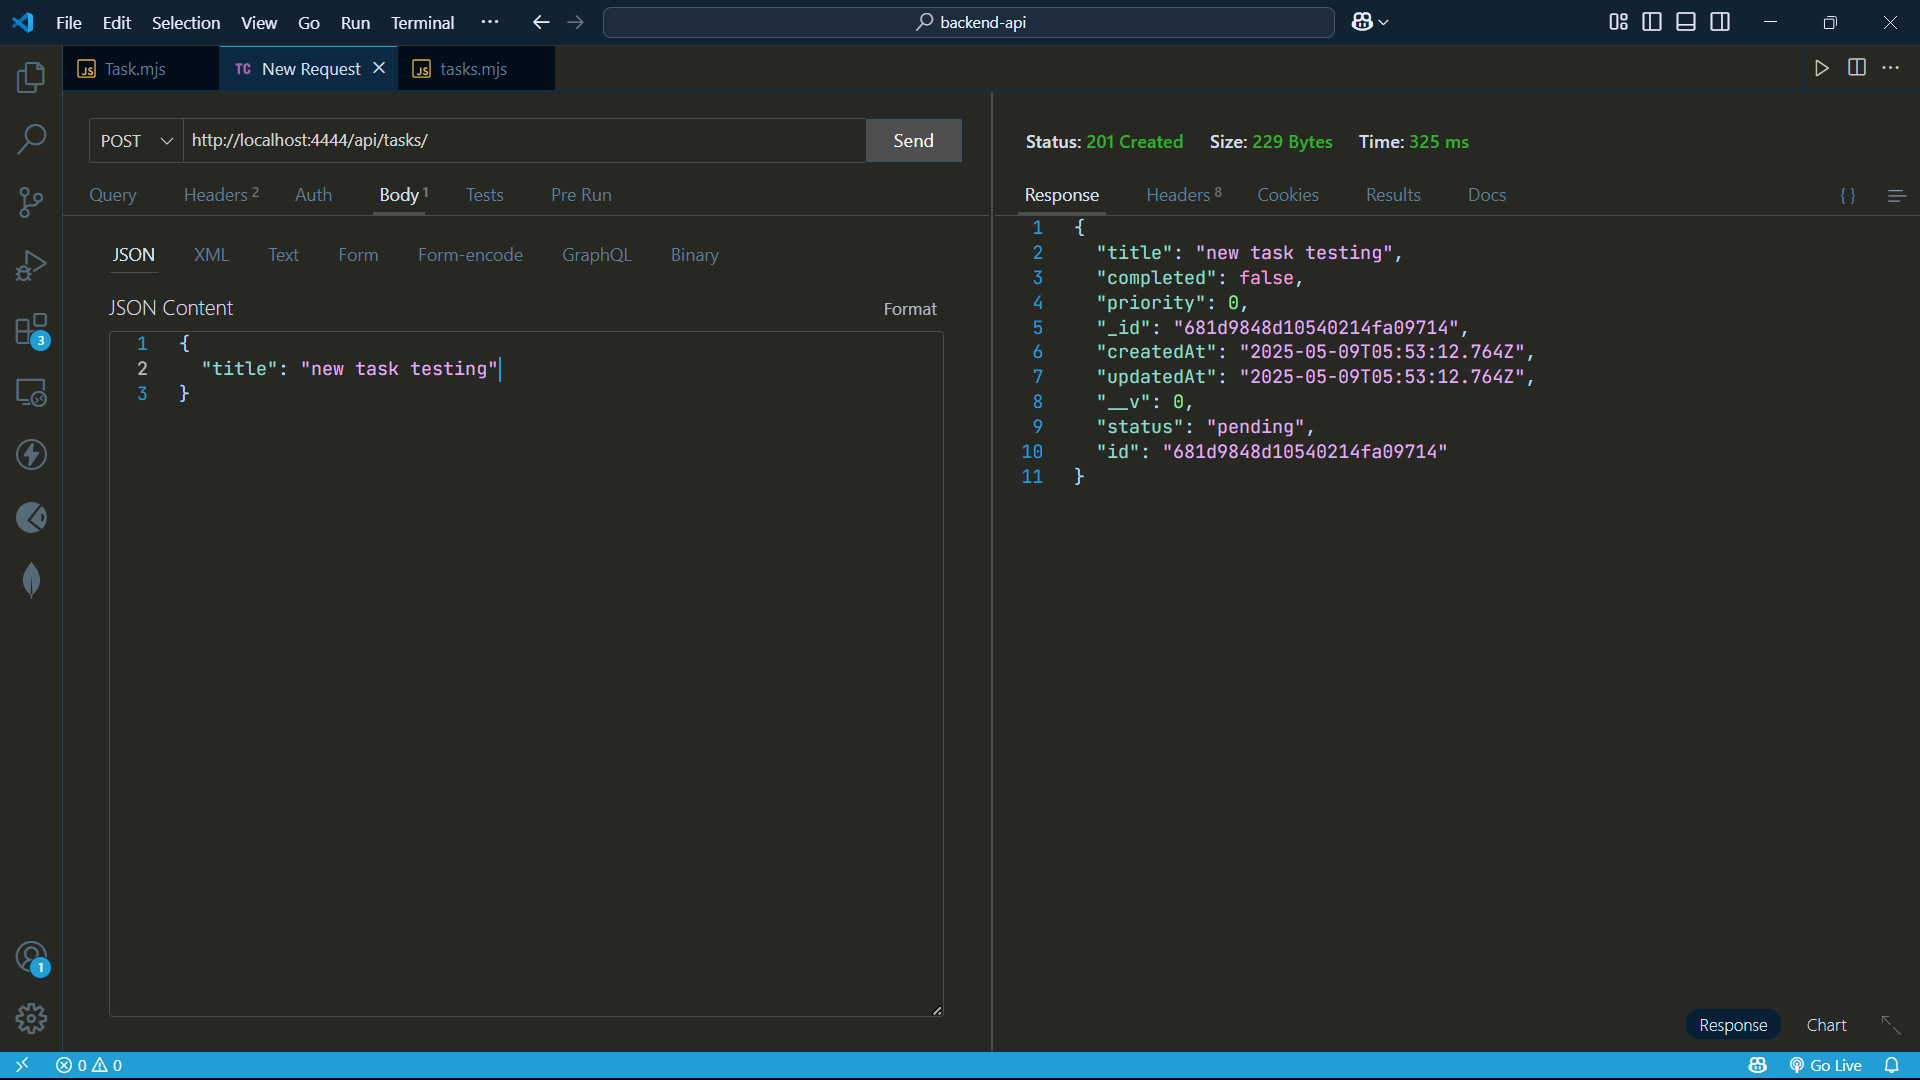 File Edit Selection View Go Run Terminal ··· backend-api
JS Task.mjs TC New Request JS tasks.mjs
POST http://localhost:4444/api/tasks/ Send
Query Headers 2 Auth Body 1 Tests Pre Run
JSON XML Text Form Form-encode GraphQL Binary
JSON Content Format
1 {
2 "title": "new task testing"
3 }
Status: 201 Created Size: 229 Bytes Time: 325 ms
Response Headers 8 Cookies Results Docs { }
1 {
2 "title": "new task testing",
3 "completed": false,
4 "priority": 0,
5 "_id": "681d9848d10540214fa09714",
6 "createdAt": "2025-05-09T05:53:12.764Z",
7 "updatedAt": "2025-05-09T05:53:12.764Z",
8 "__v": 0,
9 "status": "pending",
10 "id": "681d9848d10540214fa09714"
11 }
3
1
Response Chart
0 0 Go Live